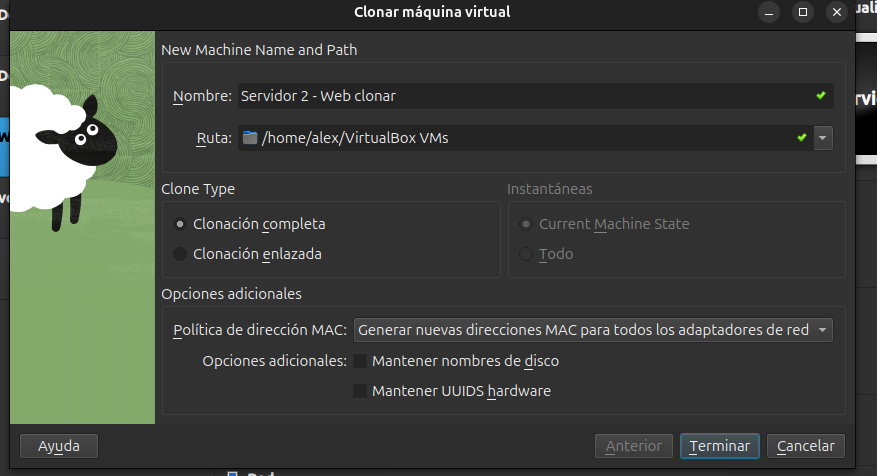 Clonar máquina virtual
New Machine Name and Path
Nombre: Servidor 2 - Web clonar
Ruta: /home/alex/VirtualBox VMs
Clone Type
Clonación completa
Clonación enlazada
Instantáneas
Current Machine State
Todo
Opciones adicionales
Política de dirección MAC: Generar nuevas direcciones MAC para todos los adaptadores de red
Opciones adicionales: Mantener nombres de disco
Mantener UUIDS hardware
Ayuda Anterior Terminar Cancelar